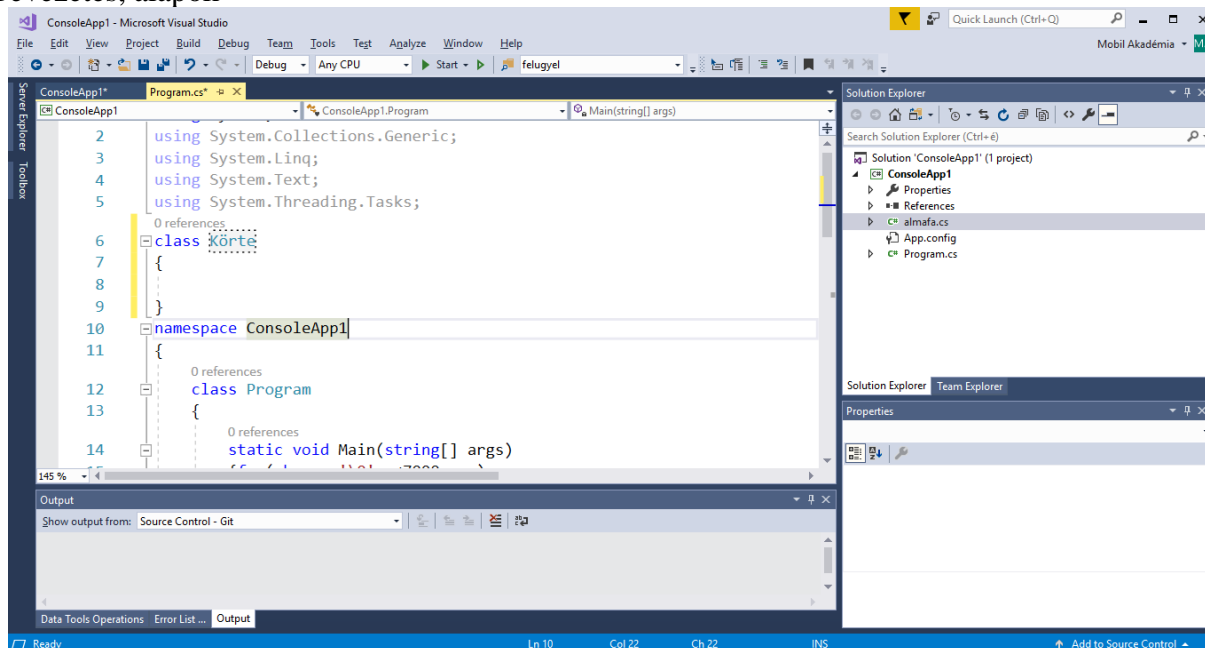 ConsoleApp1 - Microsoft Visual Studio
Quick Launch (Ctrl+Q)
File Edit View Project Build Debug Team Tools Test Analyze Window Help
Mobil Akadémia
Debug Any CPU Start felugyel
Server Explorer
Toolbox
ConsoleApp1* Program.cs*
ConsoleApp1 ConsoleApp1.Program Main(string[] args)
2 using System.Collections.Generic;
3 using System.Linq;
4 using System.Text;
5 using System.Threading.Tasks;
0 references
6 class Körte
7 {
8
9 }
10 namespace ConsoleApp1
11 {
0 references
12 class Program
13 {
0 references
14 static void Main(string[] args)
145 %
Output
Show output from: Source Control - Git
Data Tools Operations Error List ... Output
Solution Explorer
Search Solution Explorer (Ctrl+é)
Solution 'ConsoleApp1' (1 project)
ConsoleApp1
Properties
References
almafa.cs
App.config
Program.cs
Solution Explorer Team Explorer
Properties
Ready Ln 10 Col 22 Ch 22 INS Add to Source Control